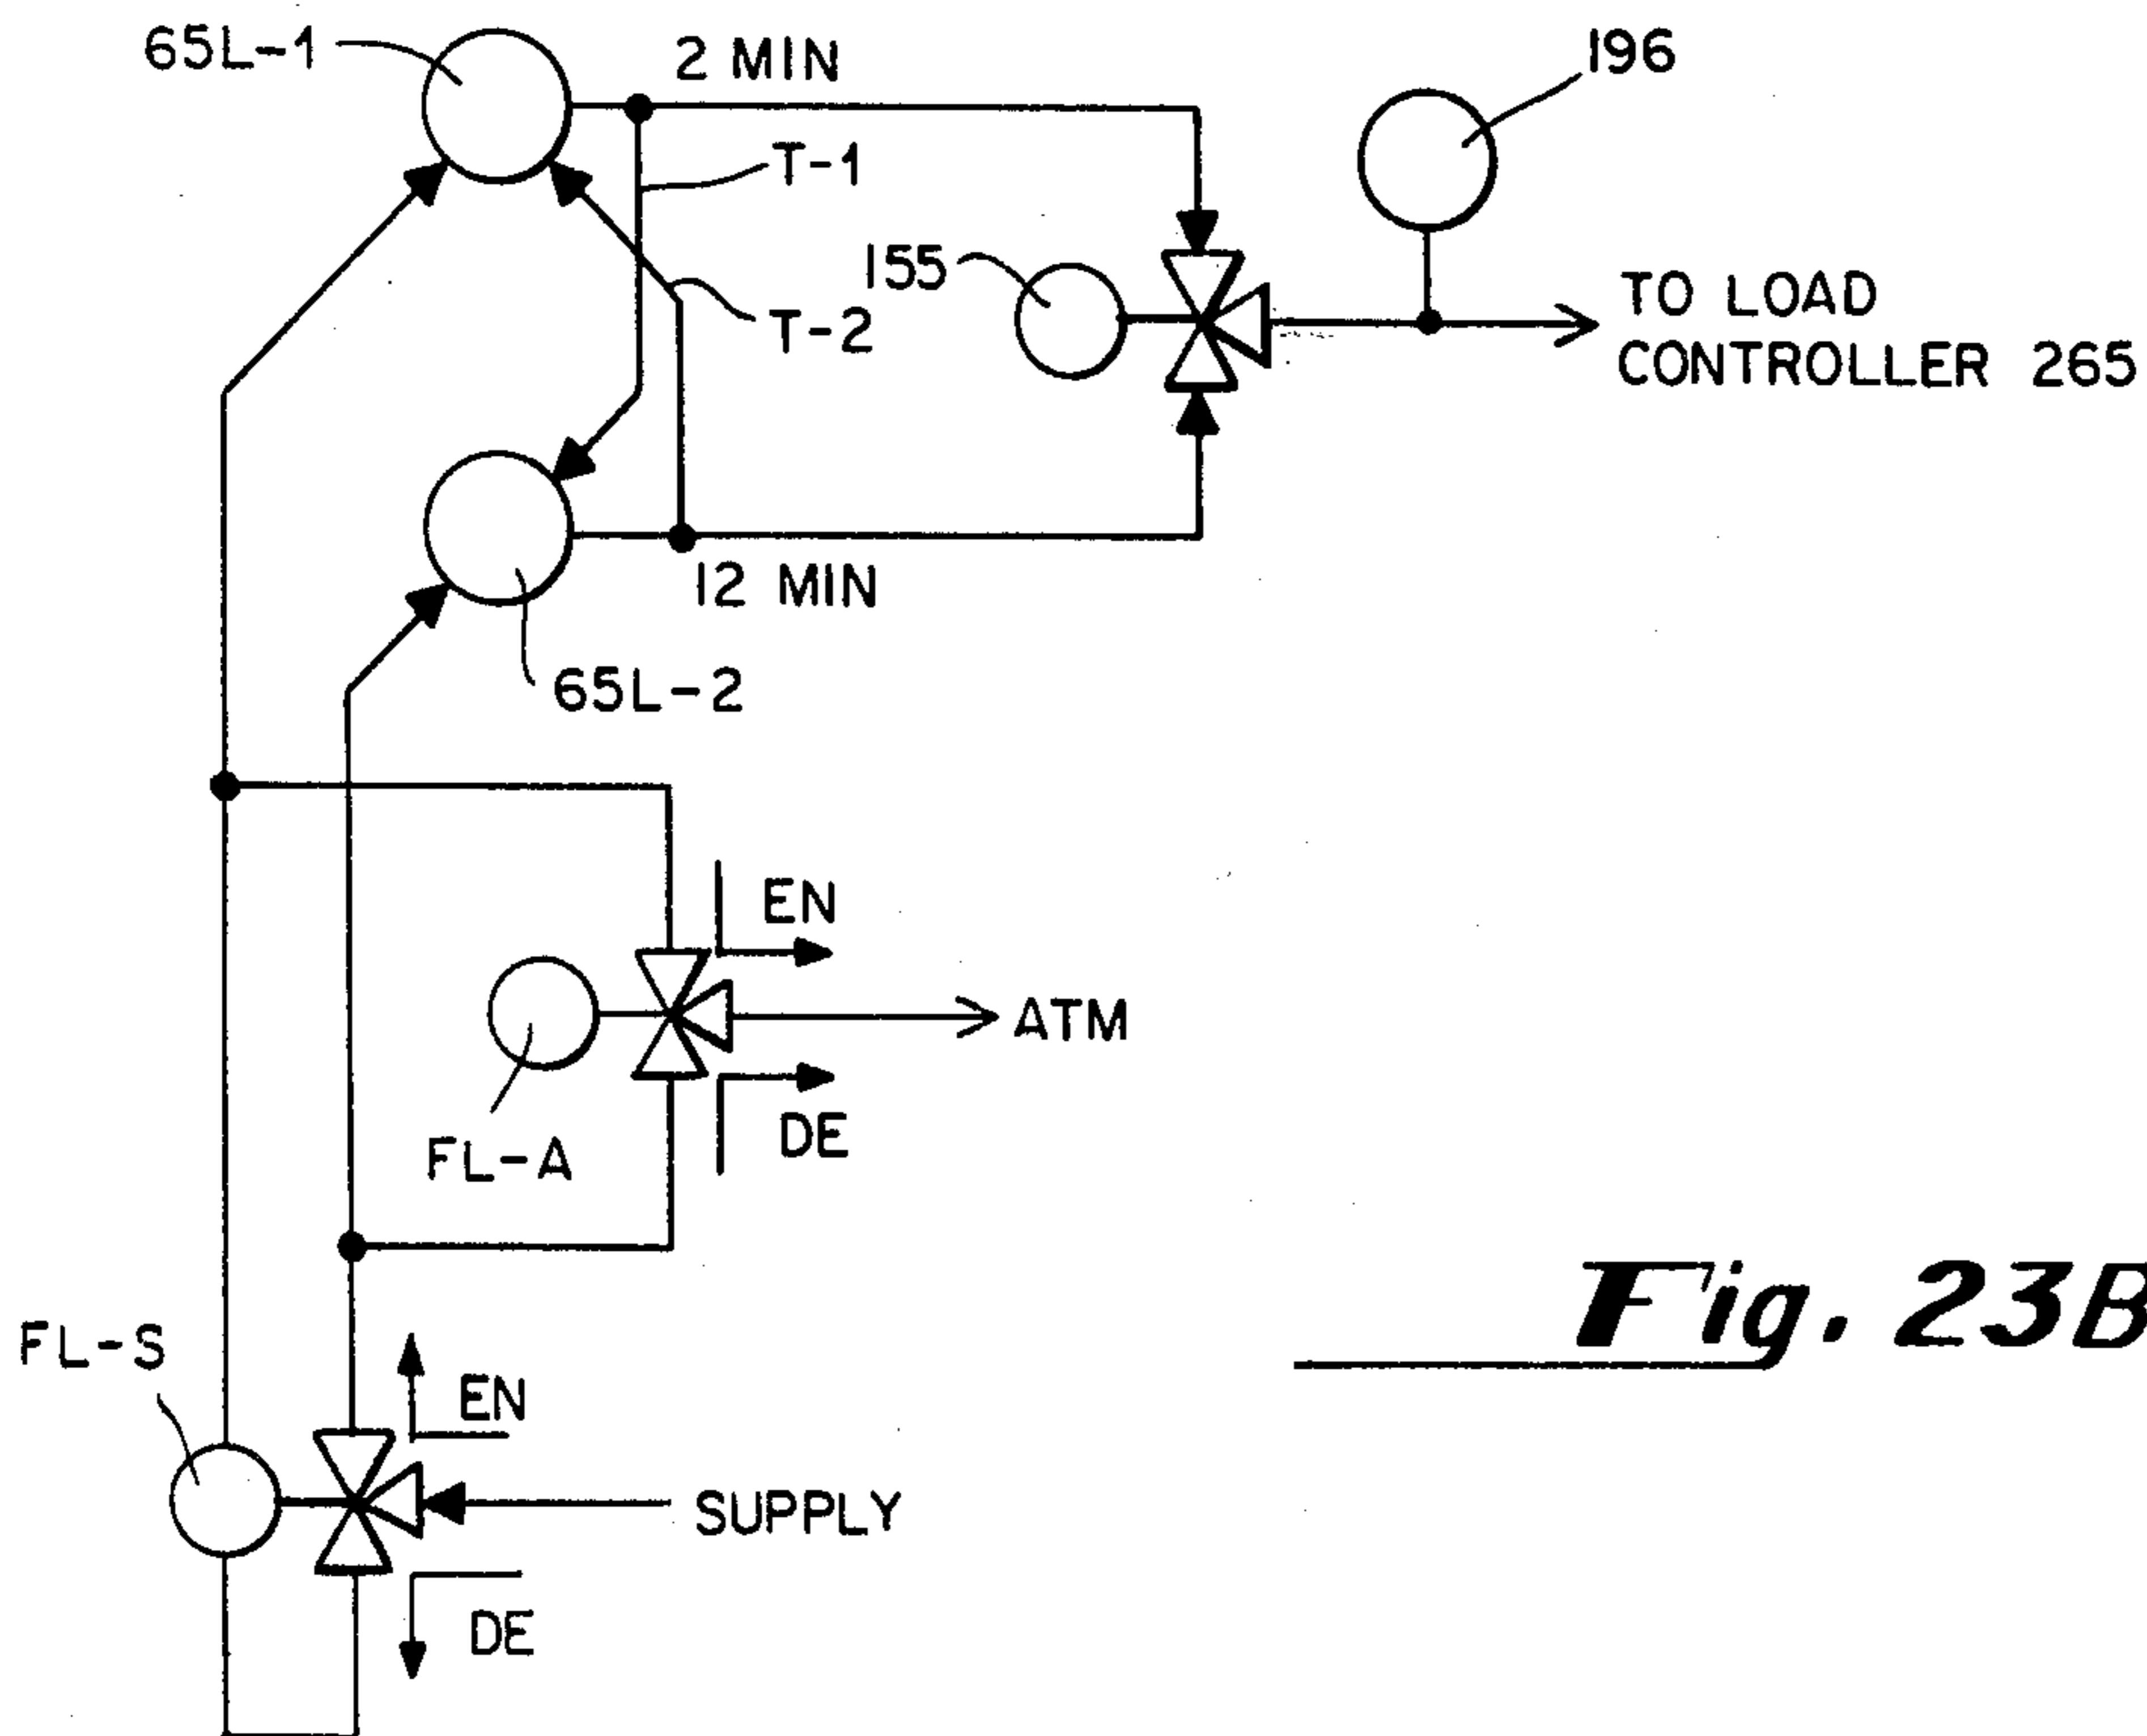 65L-1
2 MIN
196
T-1
155
T-2
TO LOAD
CONTROLLER 265
12 MIN
65L-2
EN
ATM
FL-A
DE
Fig. 23B
FL-S
EN
SUPPLY
DE